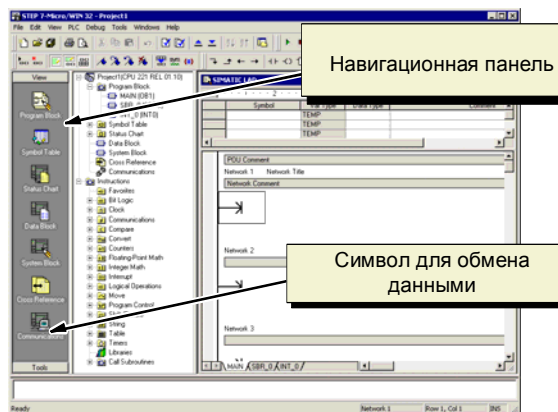 STEP 7-Micro/WIN 32 - Project1
File Edit View PLC Debug Tools Windows Help
View
Program Block
Symbol Table
Status Chart
Data Block
System Block
Cross Reference
Communications
Tools
Project1(CPU 221 REL 01.10)
Program Block
MAIN (OB1)
INT_0 (INT0)
Symbol Table
Status Chart
Data Block
System Block
Cross Reference
Communications
Instructions
Favorites
Bit Logic
Clock
Communications
Compare
Convert
Counters
Floating-Point Math
Integer Math
Interrupt
Logical Operations
Move
Program Control
String
Table
Timers
Libraries
Call Subroutines
SIMATIC LAD
Symbol Var Type Data Type Comment
TEMP
TEMP
TEMP
POU Comment
Network 1 Network Title
Network Comment
Network 2
Network 3
MAIN SBR_0 INT_0
Навигационная панель
Символ для обмена
данными
Ready
Network 1 Row 1, Col 1 INS